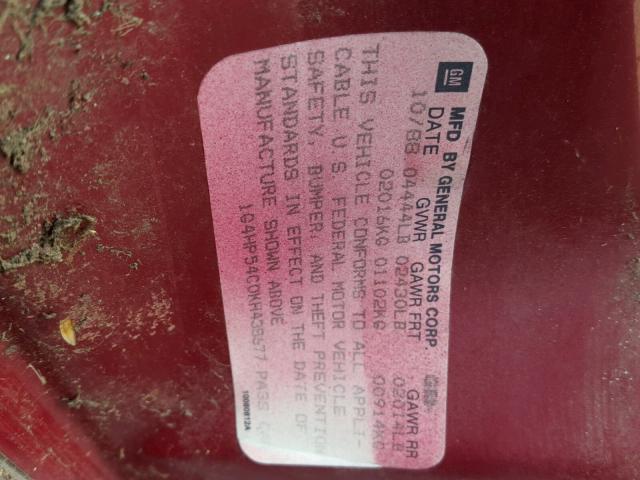 GM MFD BY GENERAL MOTORS CORP.
DATE GVWR GAWR FRT GAWR RR
10/88 04444LB 02430LB 02014LB
02016KG 01102KG 00914KG
THIS VEHICLE CONFORMS TO ALL APPLI-
CABLE U.S. FEDERAL MOTOR VEHICLE
SAFETY, BUMPER, AND THEFT PREVENTION
STANDARDS IN EFFECT ON THE DATE OF
MANUFACTURE SHOWN ABOVE
1G4HP54C0KH438677 PASS
10080812A